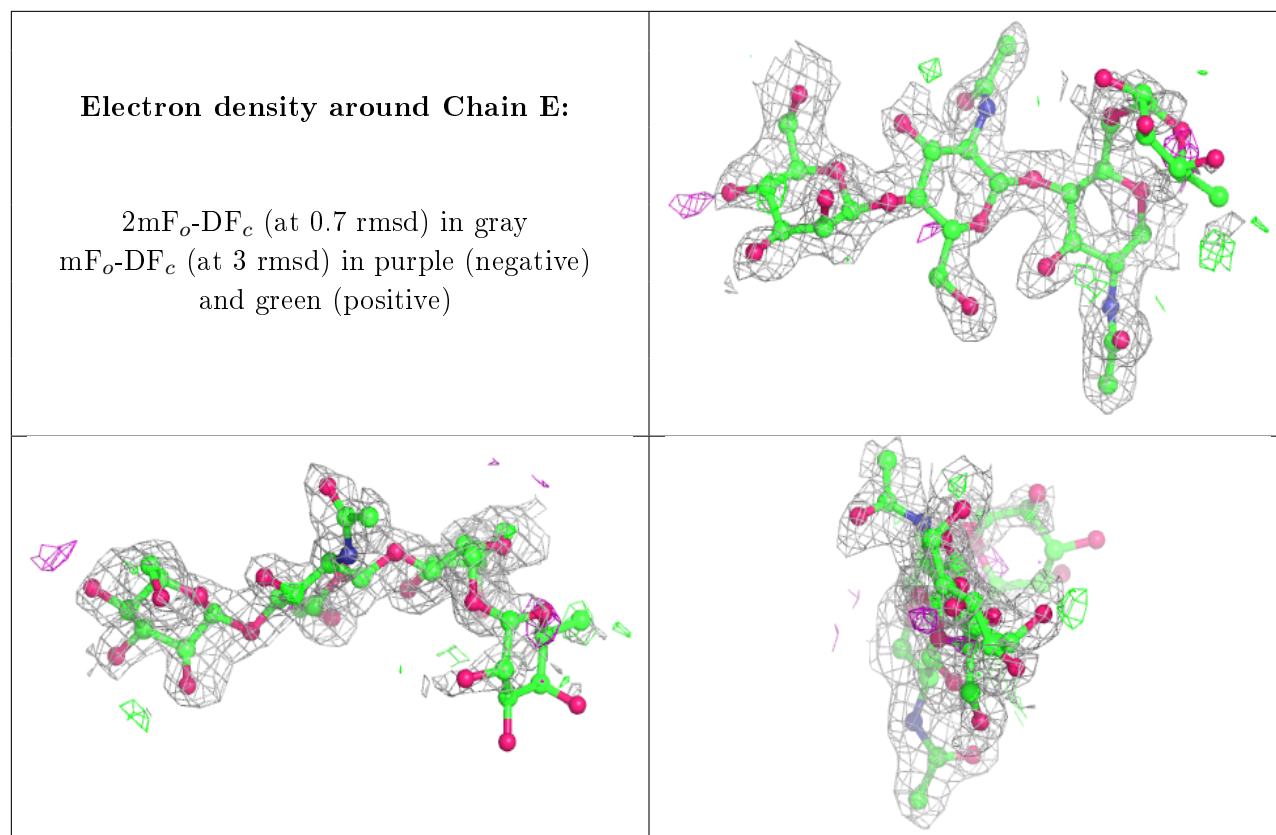 Electron density around Chain E:
2mFₒ-DF𝒸 (at 0.7 rmsd) in gray
mFₒ-DF𝒸 (at 3 rmsd) in purple (negative)
and green (positive)